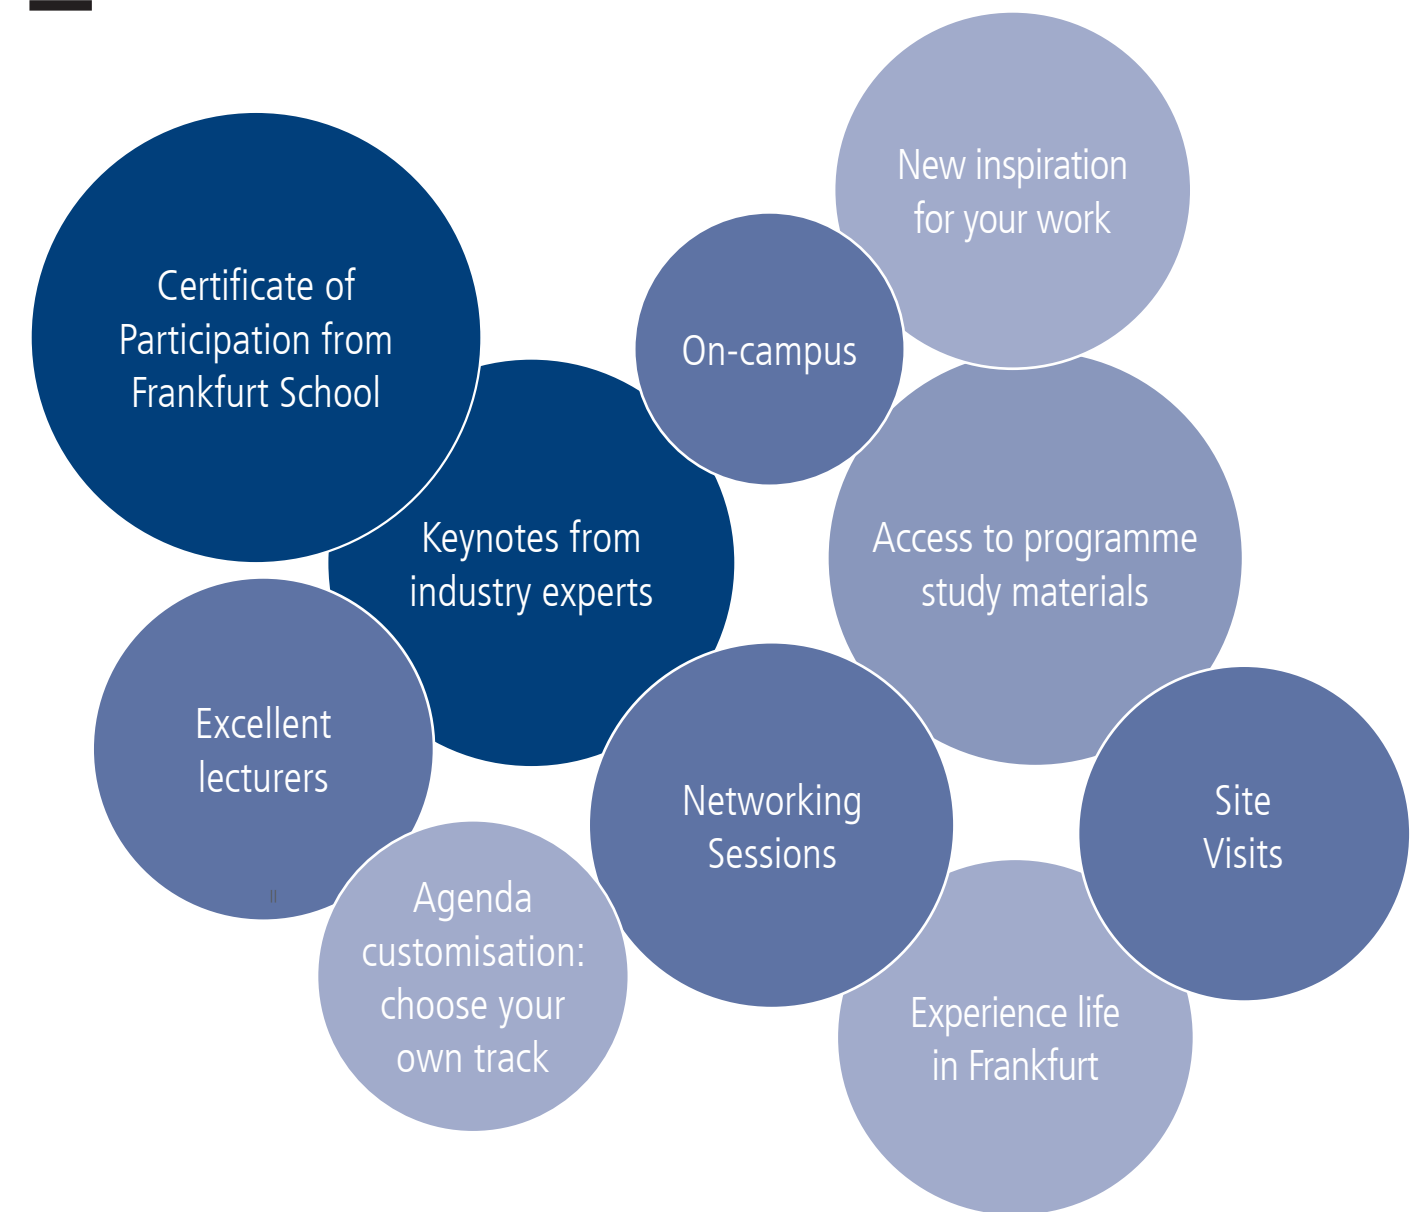 New inspiration
for your work
Certificate of
Participation from
Frankfurt School
On-campus
Keynotes from
industry experts
Access to programme
study materials
Excellent
lecturers
Networking
Sessions
Site
Visits
Agenda
customisation:
choose your
own track
Experience life
in Frankfurt